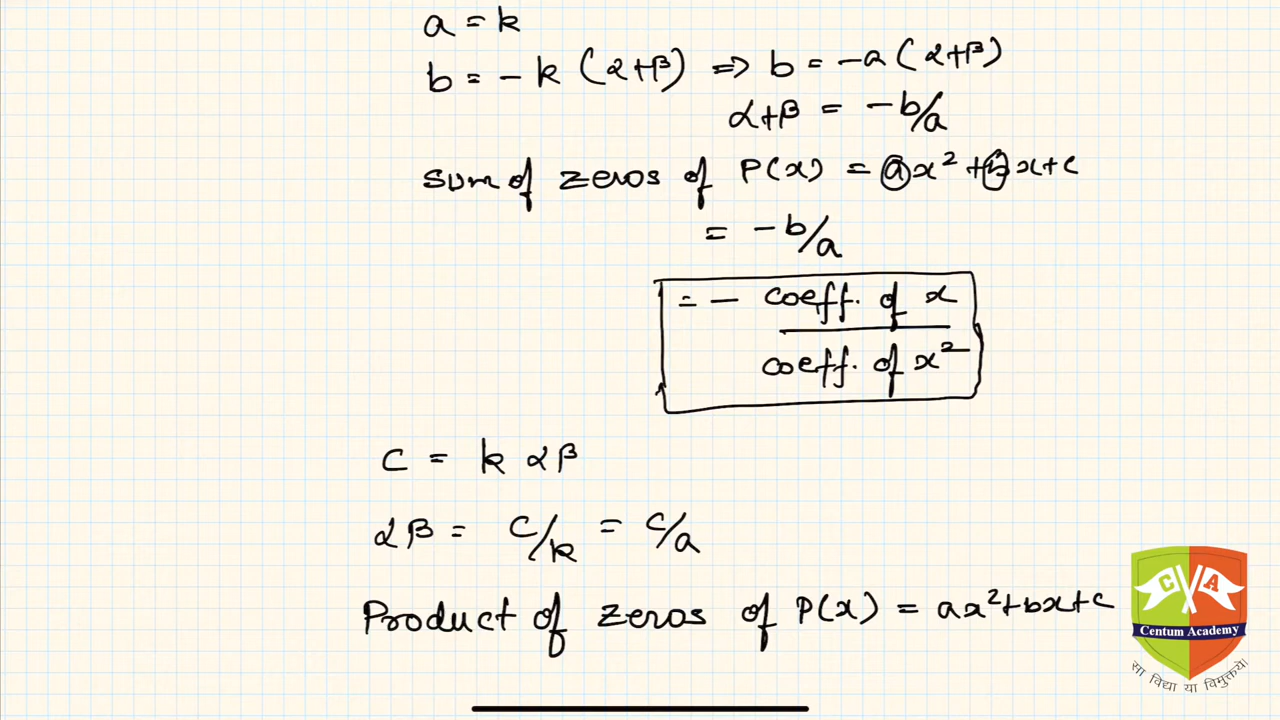 a = k
b = - k (α+β) ⇒ b = -a (α+β)
α+β = -b/a
Sum of zeros of P(x) = ax² + bx + c
= -b/a
= - coeff. of x
coeff. of x²
c = k αβ
αβ = c/k = c/a
Product of zeros of P(x) = ax²+bx+c
C A
Centum Academy
सा विद्या या विमुक्तये।